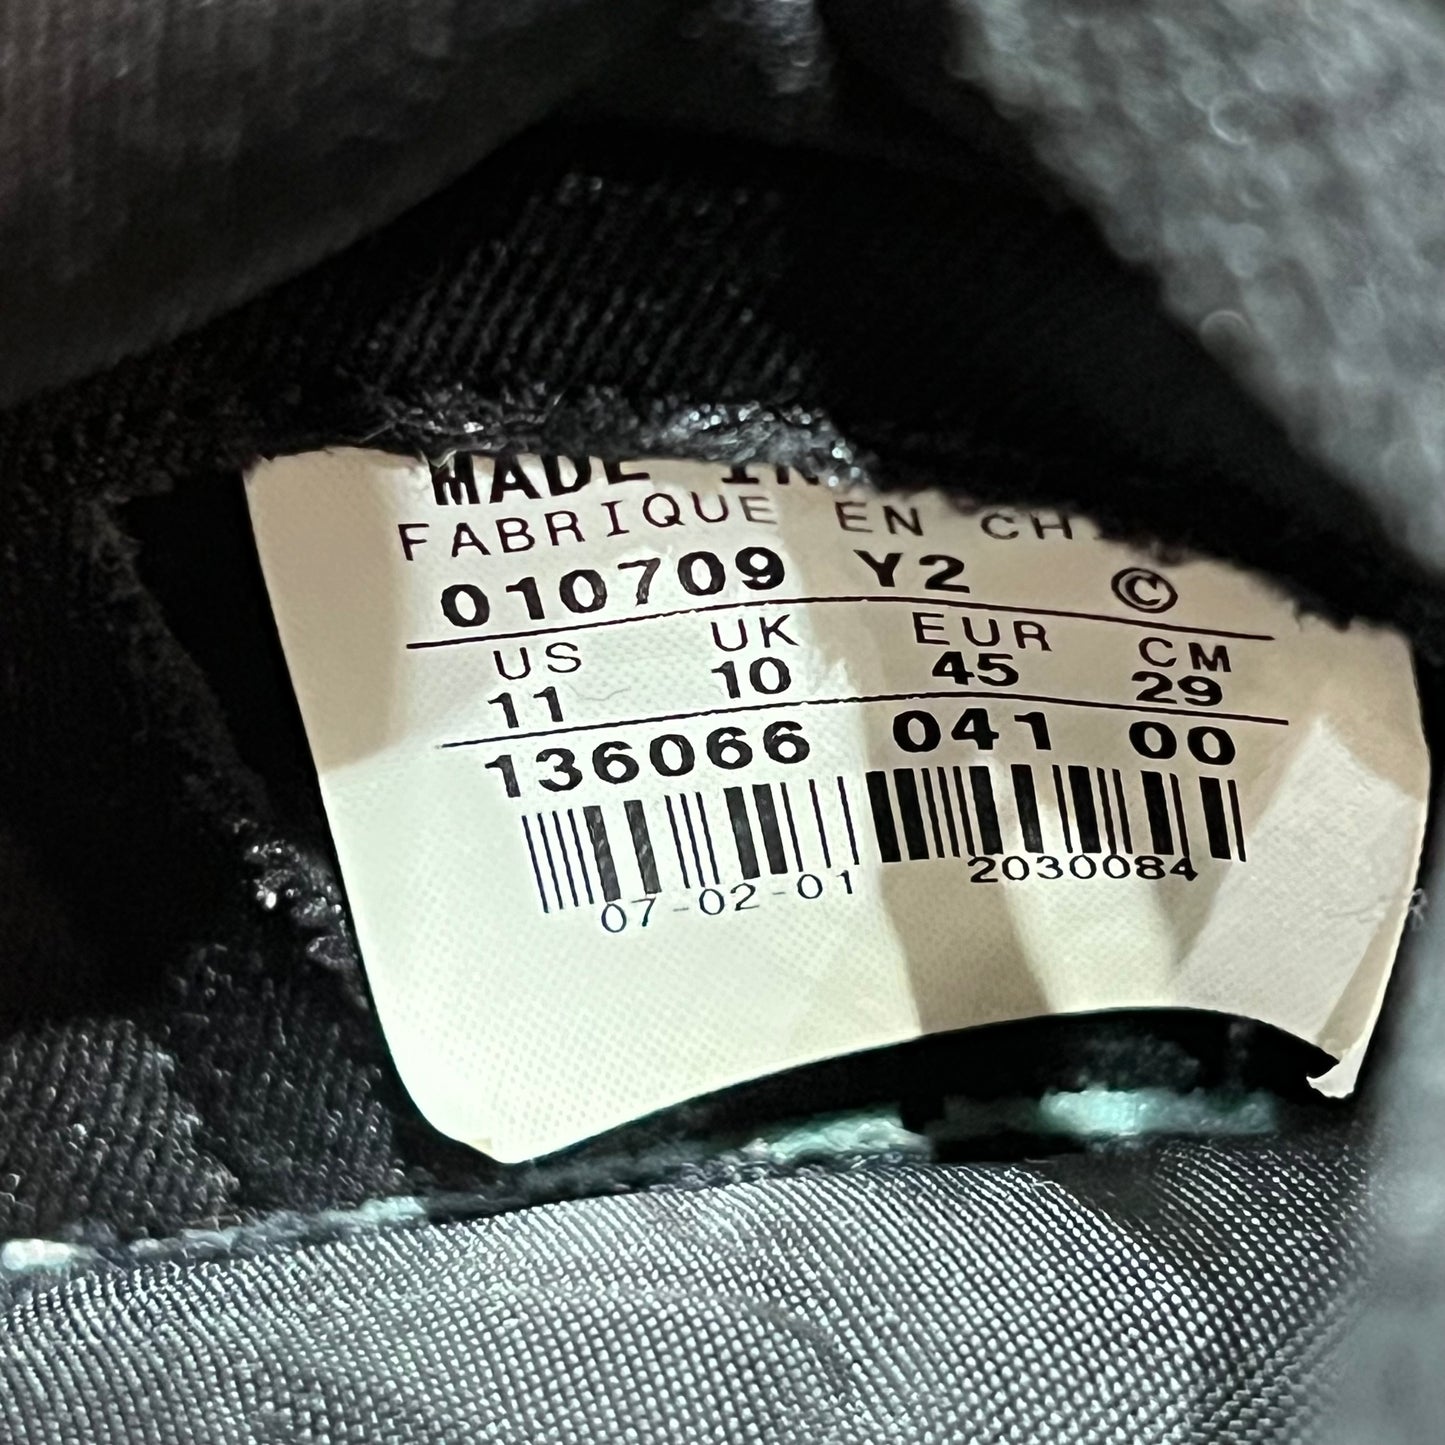 MADE IN
FABRIQUE EN CH
010709 Y2 ©
US UK EUR CM
11 10 45 29
136066 041 00
07-02-01 2030084